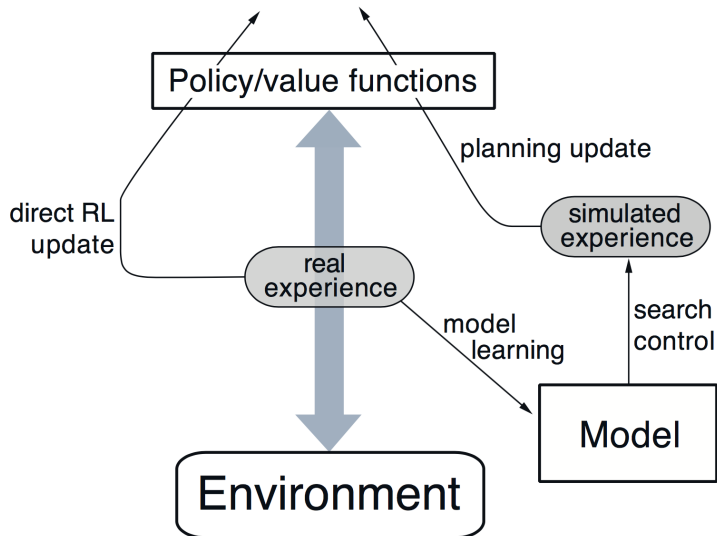 Policy/value functions
planning update
direct RL
update
simulated
experience
real
experience
search
control
model
learning
Model
Environment